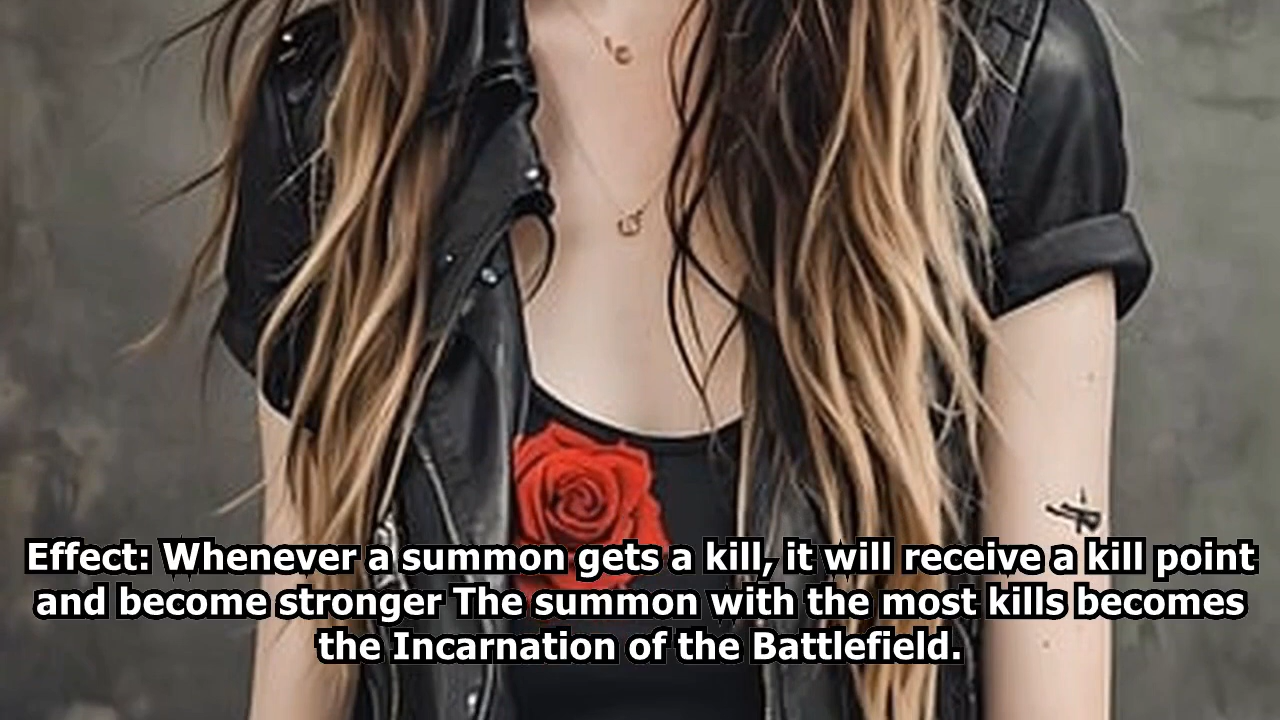 Effect: Whenever a summon gets a kill, it will receive a kill point
and become stronger The summon with the most kills becomes
the Incarnation of the Battlefield.